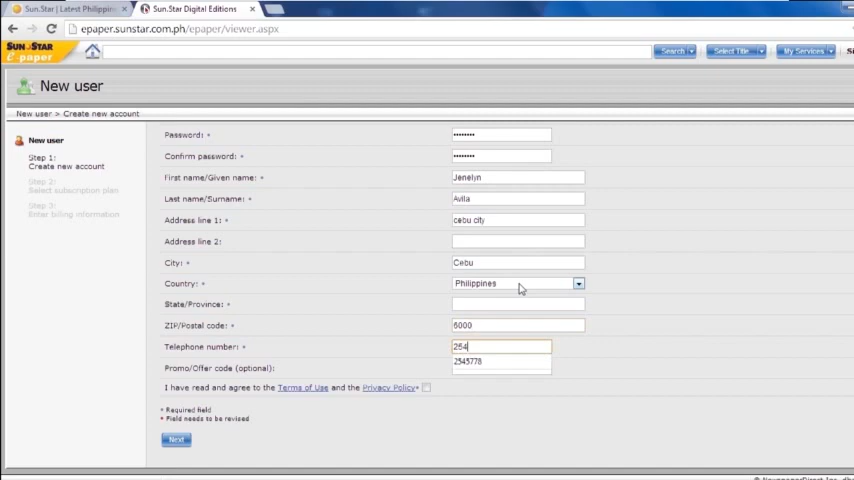 Sun.Star | Latest Philippin
Sun.Star Digital Editions
epaper.sunstar.com.ph/epaper/viewer.aspx
SUN.STAR
e-paper
Search
Select Title...
My Services
New user
New user > Create new account
New user
Step 1:
Create new account
Step 2:
Select subscription plan
Step 3:
Enter billing information
Password: * ••••••••
Confirm password: * ••••••••
First name/Given name: * Jenelyn
Last name/Surname: * Avila
Address line 1: * cebu city
Address line 2:
City: * Cebu
Country: * Philippines
State/Province: *
ZIP/Postal code: * 6000
Telephone number: * 254
2545778
Promo/Offer code (optional):
I have read and agree to the Terms of Use and the Privacy Policy*
* Required field
* Field needs to be revised
Next